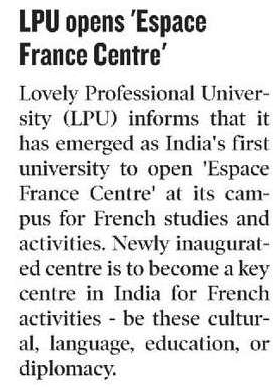 LPU opens 'Espace
France Centre'
Lovely Professional Univer-
sity (LPU) informs that it
has emerged as India's first
university to open 'Espace
France Centre' at its cam-
pus for French studies and
activities. Newly inaugurat-
ed centre is to become a key
centre in India for French
activities - be these cultur-
al, language, education, or
diplomacy.